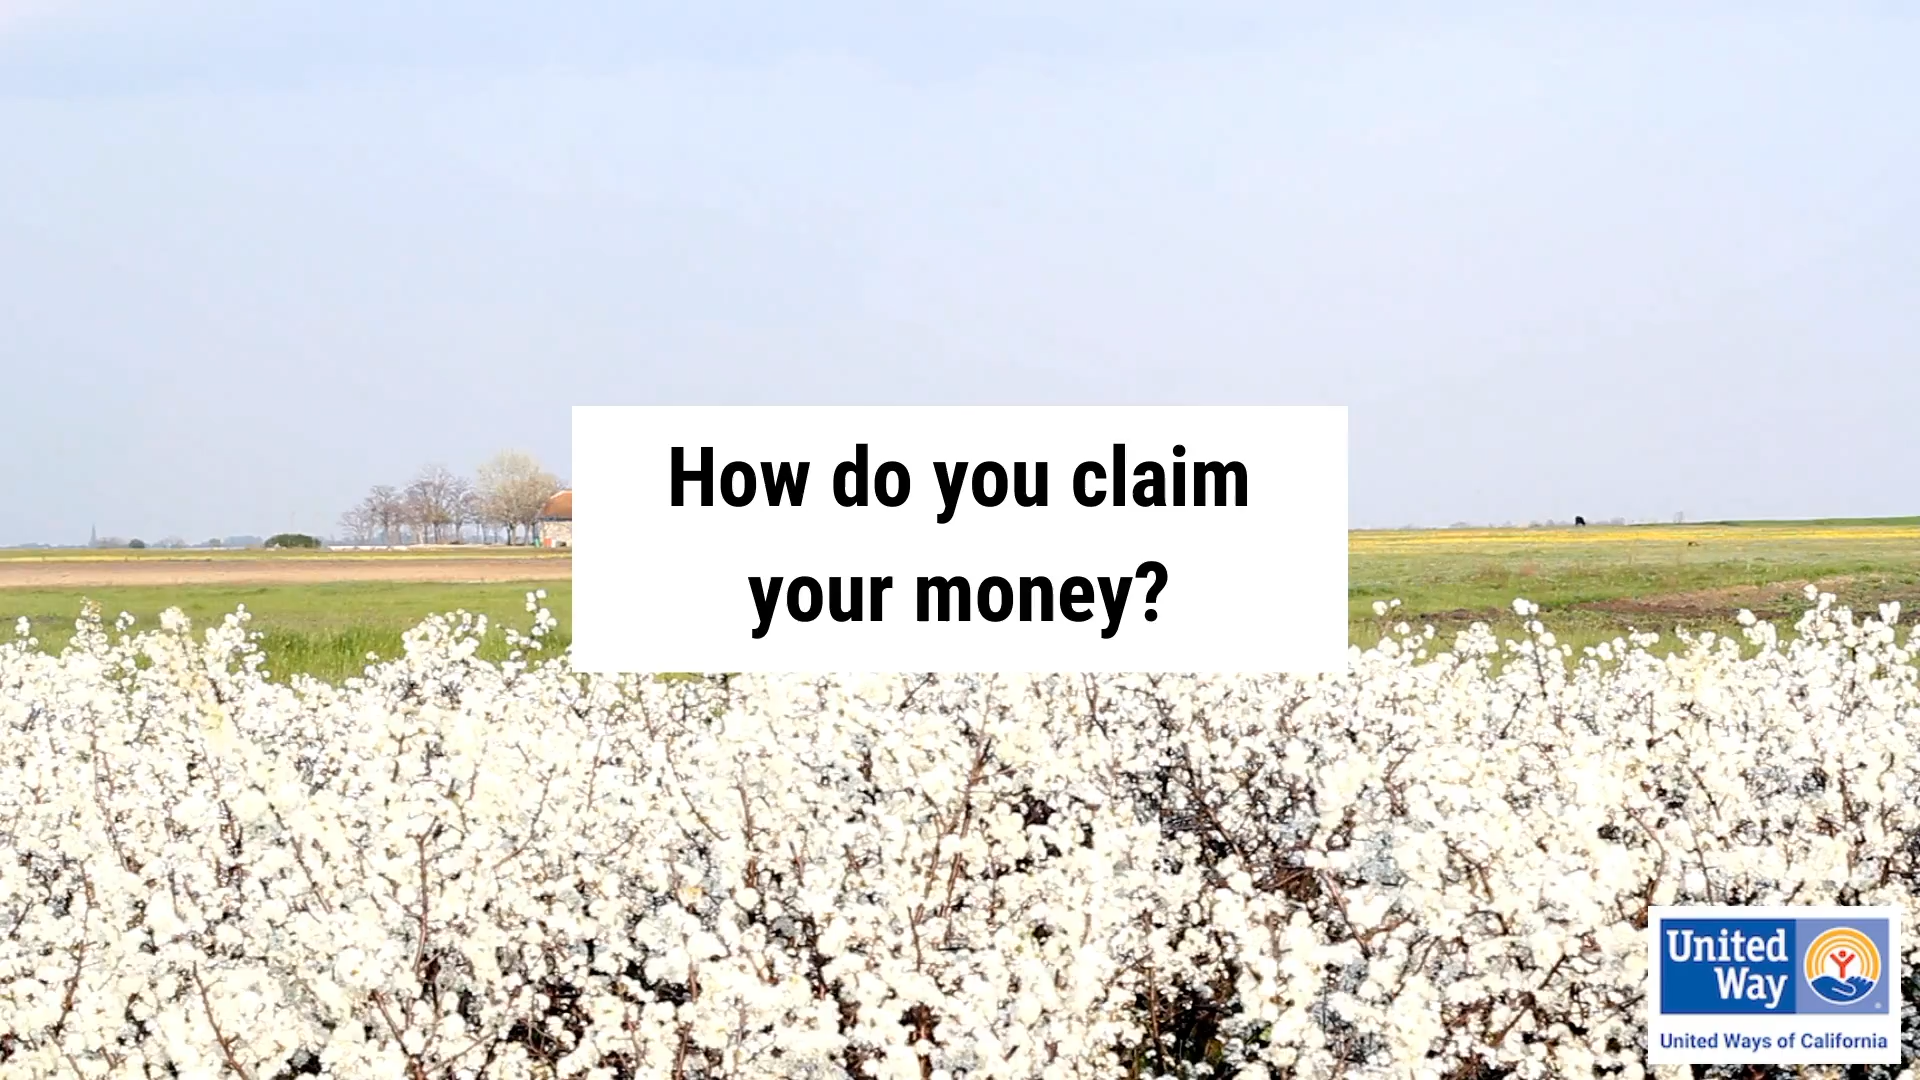 How do you claim
your money?
United
Way
United Ways of California